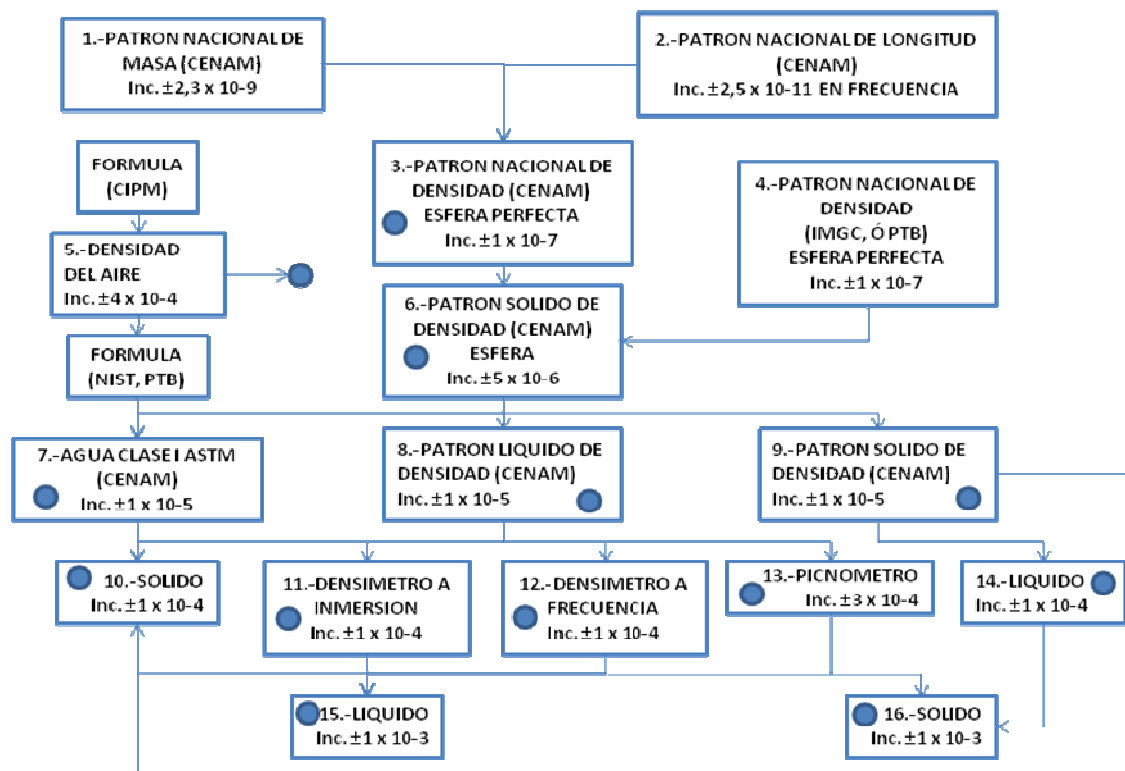 1.-PATRON NACIONAL DE
MASA (CENAM)
Inc. ±2,3 x 10-9
2.-PATRON NACIONAL DE LONGITUD
(CENAM)
Inc. ±2,5 x 10-11 EN FRECUENCIA
FORMULA
(CIPM)
3.-PATRON NACIONAL DE
DENSIDAD (CENAM)
ESFERA PERFECTA
Inc. ±1 x 10-7
4.-PATRON NACIONAL DE
DENSIDAD
(IMGC, Ó PTB)
ESFERA PERFECTA
Inc. ±1 x 10-7
5.-DENSIDAD
DEL AIRE
Inc. ±4 x 10-4
6.-PATRON SOLIDO DE
DENSIDAD (CENAM)
ESFERA
Inc. ±5 x 10-6
FORMULA
(NIST, PTB)
7.-AGUA CLASE I ASTM
(CENAM)
Inc. ±1 x 10-5
8.-PATRON LIQUIDO DE
DENSIDAD (CENAM)
Inc. ±1 x 10-5
9.-PATRON SOLIDO DE
DENSIDAD (CENAM)
Inc. ±1 x 10-5
10.-SOLIDO
Inc. ±1 x 10-4
11.-DENSIMETRO A
INMERSION
Inc. ±1 x 10-4
12.-DENSIMETRO A
FRECUENCIA
Inc. ±1 x 10-4
13.-PICNOMETRO
Inc. ±3 x 10-4
14.-LIQUIDO
Inc. ±1 x 10-4
15.-LIQUIDO
Inc. ±1 x 10-3
16.-SOLIDO
Inc. ±1 x 10-3